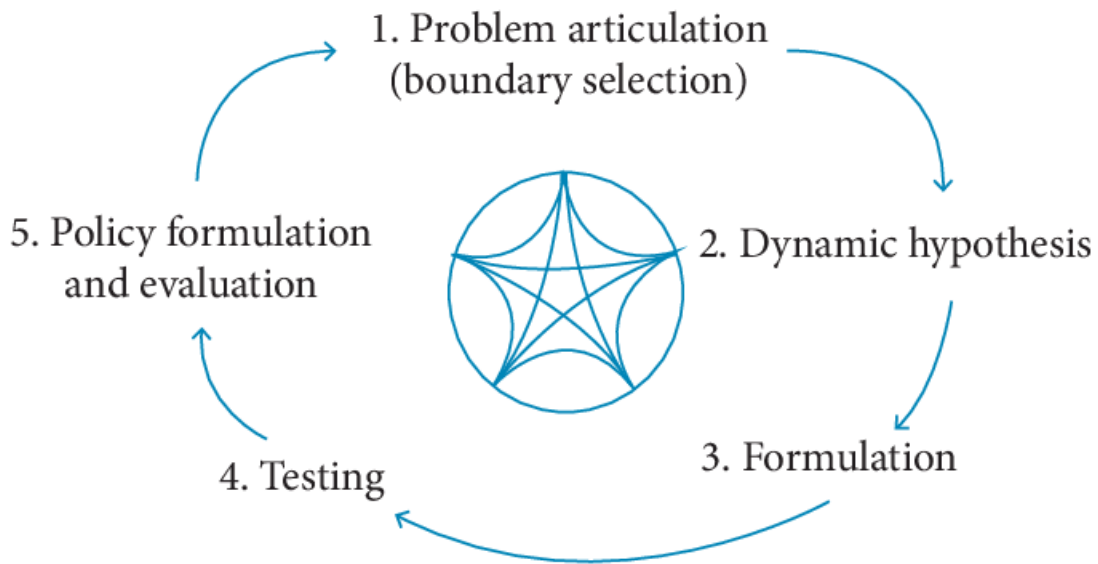 1. Problem articulation
(boundary selection)
2. Dynamic hypothesis
3. Formulation
4. Testing
5. Policy formulation
and evaluation